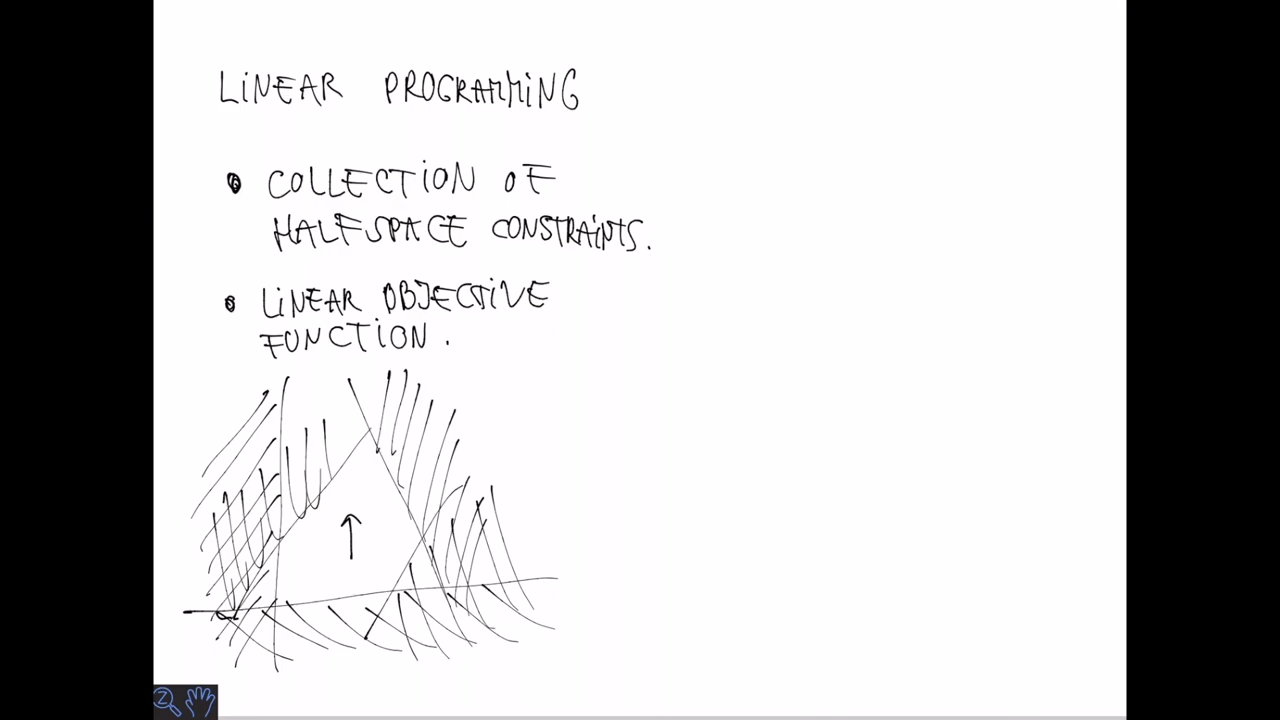 LiNEAR PROGRAMMiNG
• COLLECTiON OF
HALFSPACE CONSTRAiNTS.
• LiNEAR OBJECTiVE
FUNCTiON.